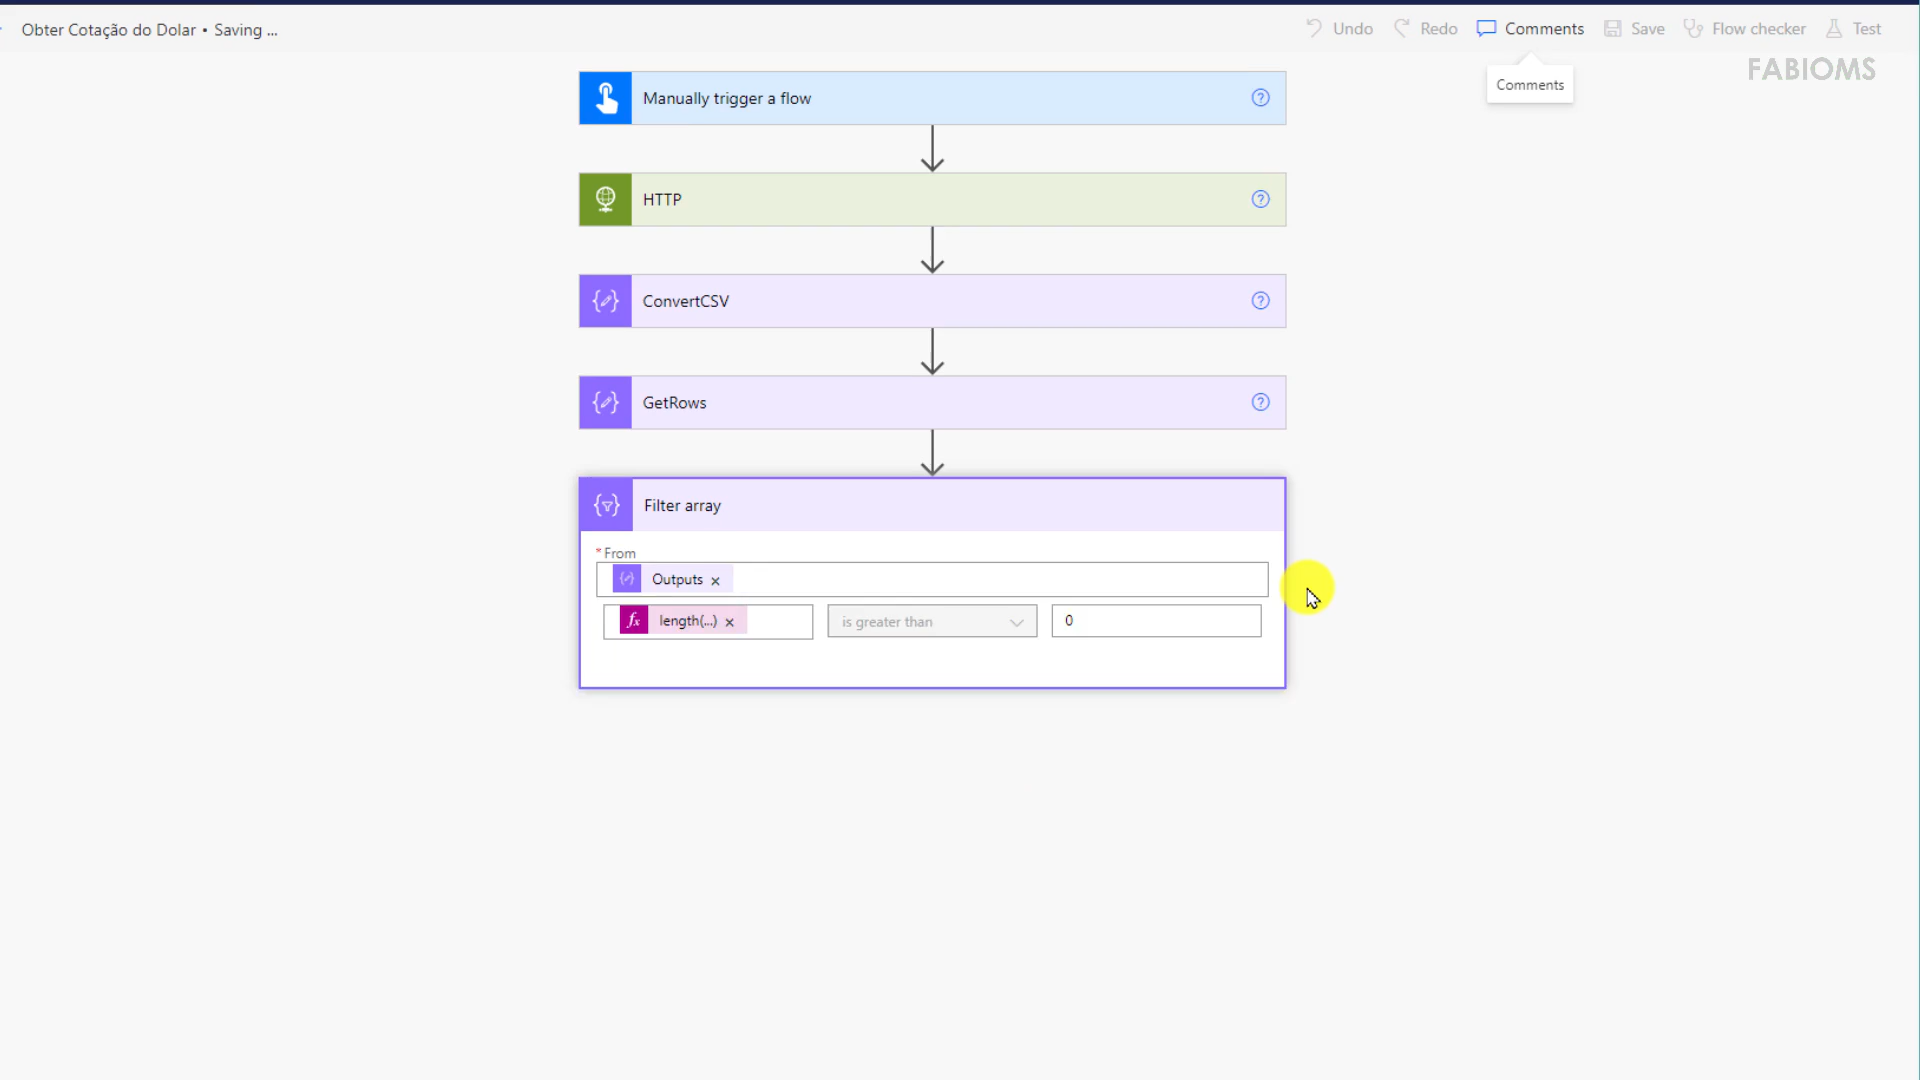 Obter Cotação do Dolar • Saving ...
Undo
Redo
Comments
Save
Flow checker
Test
Comments
FABIOMS
Manually trigger a flow
HTTP
ConvertCSV
GetRows
Filter array
* From
Outputs ×
fx length(...) ×
is greater than
0